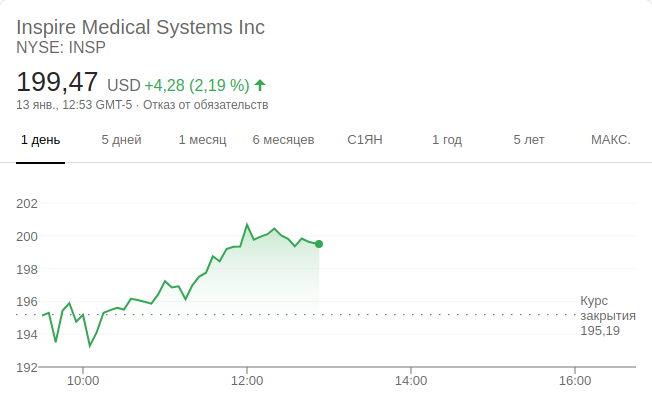 Inspire Medical Systems Inc
NYSE: INSP
199,47 USD +4,28 (2,19 %)
13 янв., 12:53 GMT-5 · Отказ от обязательств
1 день 5 дней 1 месяц 6 месяцев С1ЯН 1 год 5 лет МАКС.
202
200
198
196
194
192
Курс
закрытия
195,19
10:00 12:00 14:00 16:00